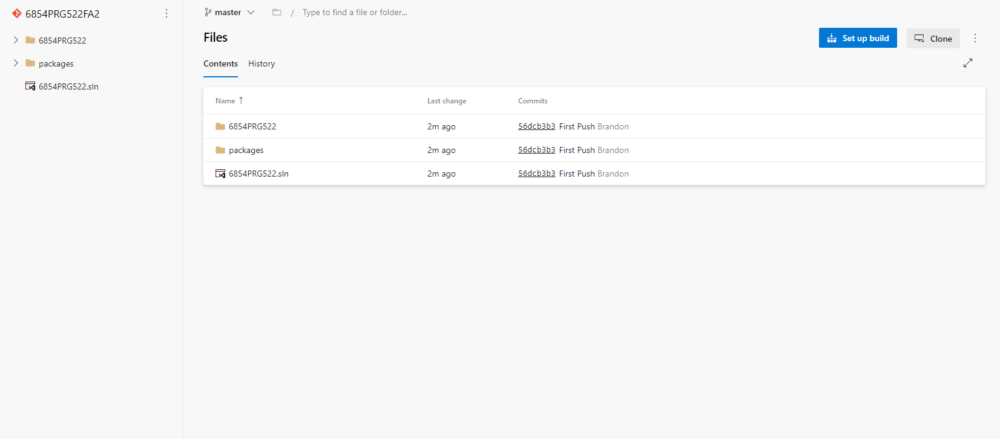 6854PRG522FA2
6854PRG522
packages
6854PRG522.sln
master / Type to find a file or folder...
Files
Set up build Clone
Contents History
Name Last change Commits
6854PRG522 2m ago 56dcb3b3 First Push Brandon
packages 2m ago 56dcb3b3 First Push Brandon
6854PRG522.sln 2m ago 56dcb3b3 First Push Brandon